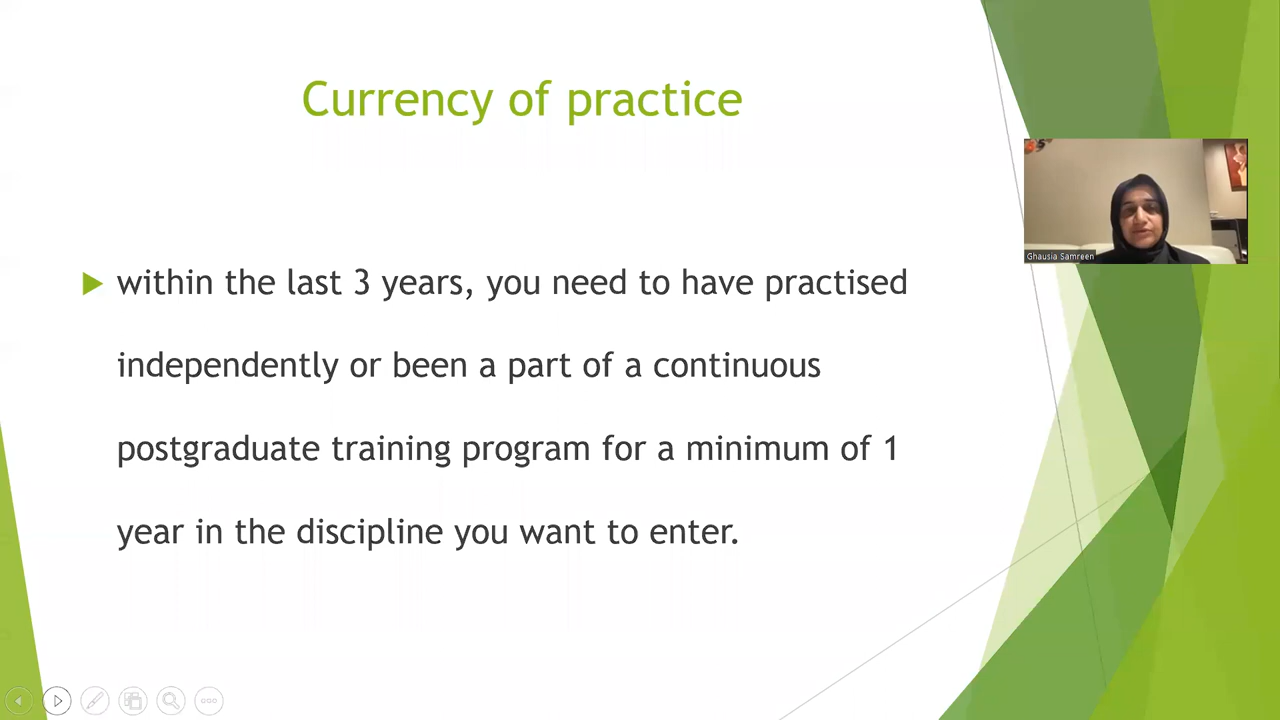 Currency of practice
within the last 3 years, you need to have practised
independently or been a part of a continuous
postgraduate training program for a minimum of 1
year in the discipline you want to enter.
Ghausia Samreen